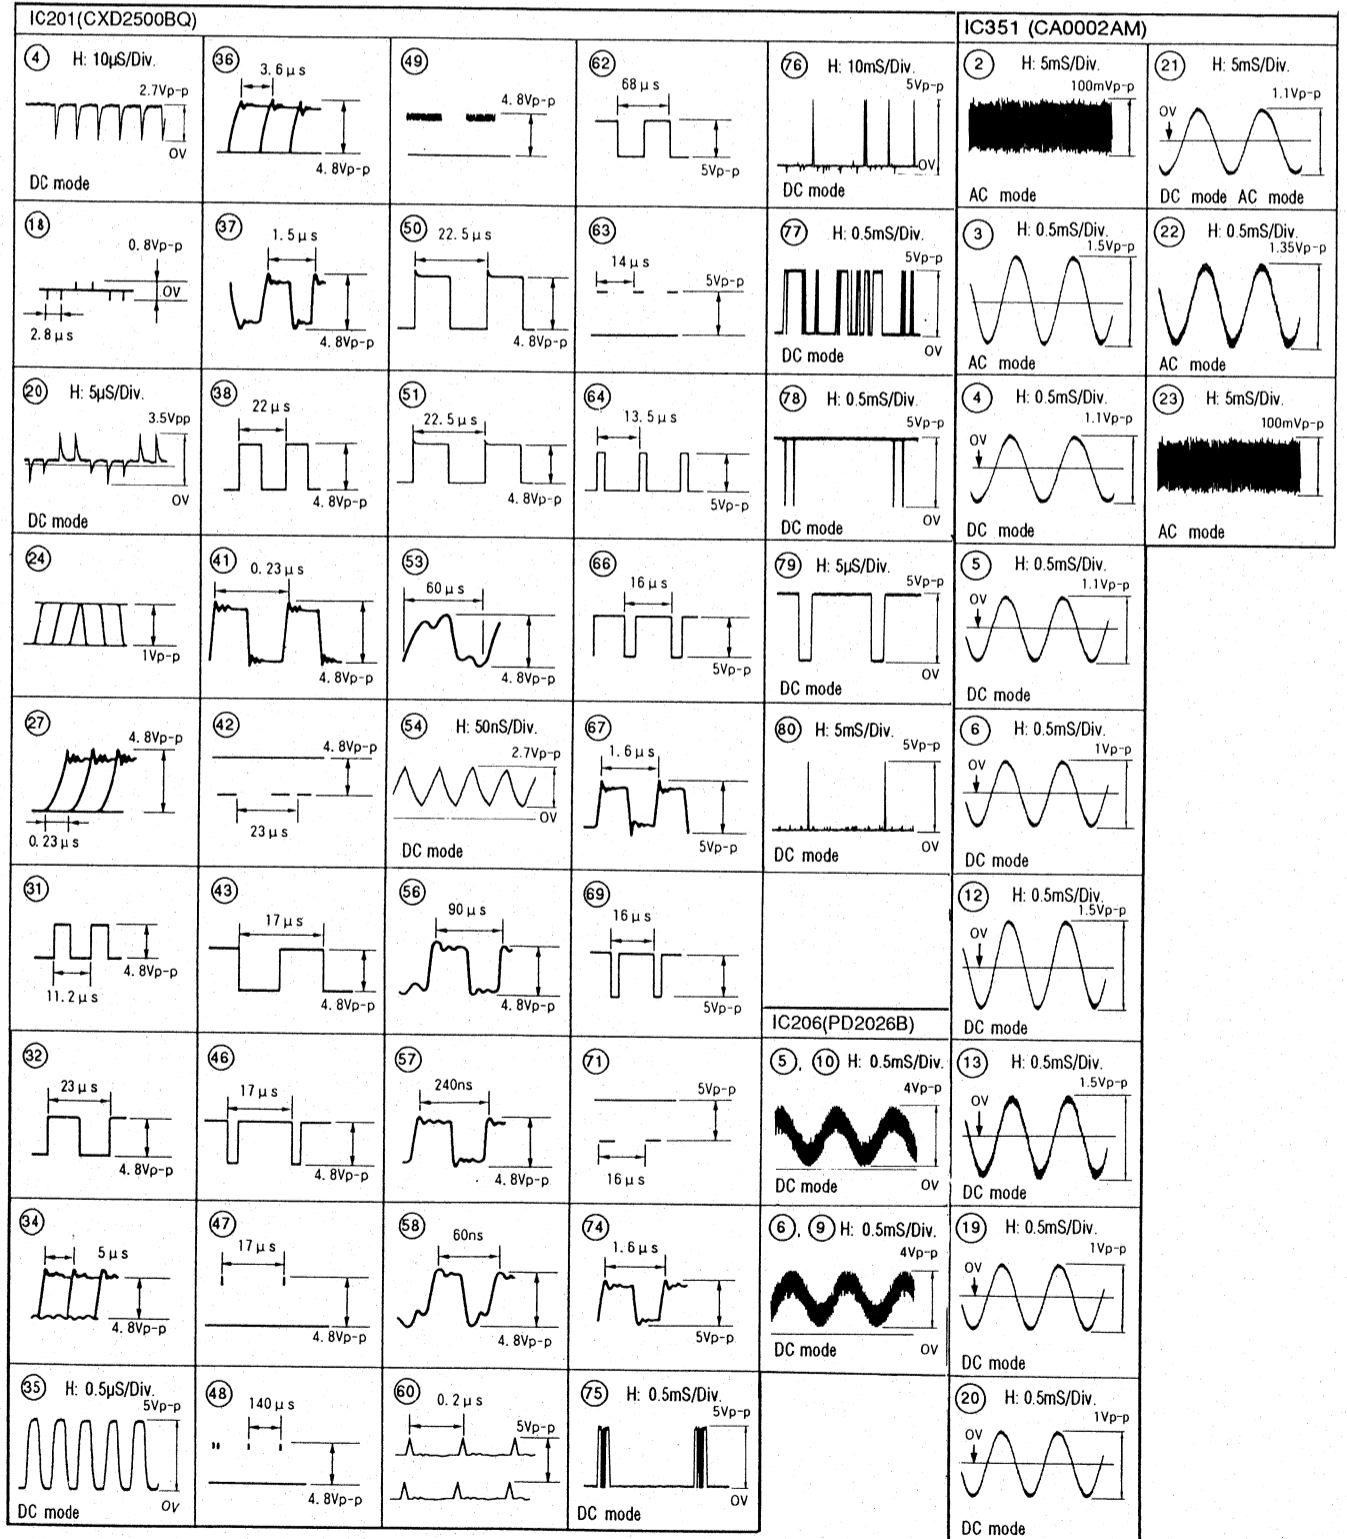 IC201(CXD2500BQ)
4 H: 10µS/Div.
2.7Vp-p
0V
DC mode
18
0.8Vp-p
0V
2.8µs
20 H: 5µS/Div.
3.5Vpp
0V
DC mode
24
1Vp-p
27
4.8Vp-p
0.23µs
31
4.8Vp-p
11.2µs
32
23µs
4.8Vp-p
34
5µs
4.8Vp-p
35 H: 0.5µS/Div.
5Vp-p
0V
DC mode
36
3.6µs
4.8Vp-p
37
1.5µs
4.8Vp-p
38
22µs
4.8Vp-p
41
0.23µs
4.8Vp-p
42
4.8Vp-p
23µs
43
17µs
4.8Vp-p
46
17µs
4.8Vp-p
47
17µs
4.8Vp-p
48
140µs
4.8Vp-p
49
4.8Vp-p
50
22.5µs
4.8Vp-p
51
22.5µs
4.8Vp-p
53
60µs
4.8Vp-p
54 H: 50nS/Div.
2.7Vp-p
0V
DC mode
56
90µs
4.8Vp-p
57
240ns
4.8Vp-p
58
60ns
4.8Vp-p
60
0.2µs
5Vp-p
62
68µs
5Vp-p
63
14µs
5Vp-p
64
13.5µs
5Vp-p
66
16µs
5Vp-p
67
1.6µs
5Vp-p
69
16µs
5Vp-p
71
5Vp-p
16µs
74
1.6µs
5Vp-p
75 H: 0.5mS/Div.
5Vp-p
0V
DC mode
76 H: 10mS/Div.
5Vp-p
0V
DC mode
77 H: 0.5mS/Div.
5Vp-p
DC mode 0V
78 H: 0.5mS/Div.
5Vp-p
0V
DC mode
79 H: 5µS/Div.
5Vp-p
0V
DC mode
80 H: 5mS/Div.
5Vp-p
DC mode 0V
IC206(PD2026B)
5, 10 H: 0.5mS/Div.
4Vp-p
DC mode 0V
6, 9 H: 0.5mS/Div.
4Vp-p
DC mode 0V
IC351 (CA0002AM)
2 H: 5mS/Div.
100mVp-p
AC mode
3 H: 0.5mS/Div.
1.5Vp-p
AC mode
4 H: 0.5mS/Div.
1.1Vp-p
0V
DC mode
5 H: 0.5mS/Div.
1.1Vp-p
0V
DC mode
6 H: 0.5mS/Div.
1Vp-p
0V
DC mode
12 H: 0.5mS/Div.
1.5Vp-p
0V
DC mode
13 H: 0.5mS/Div.
1.5Vp-p
0V
DC mode
19 H: 0.5mS/Div.
1Vp-p
0V
DC mode
20 H: 0.5mS/Div.
1Vp-p
0V
DC mode
21 H: 5mS/Div.
1.1Vp-p
0V
DC mode AC mode
22 H: 0.5mS/Div.
1.35Vp-p
AC mode
23 H: 5mS/Div.
100mVp-p
AC mode